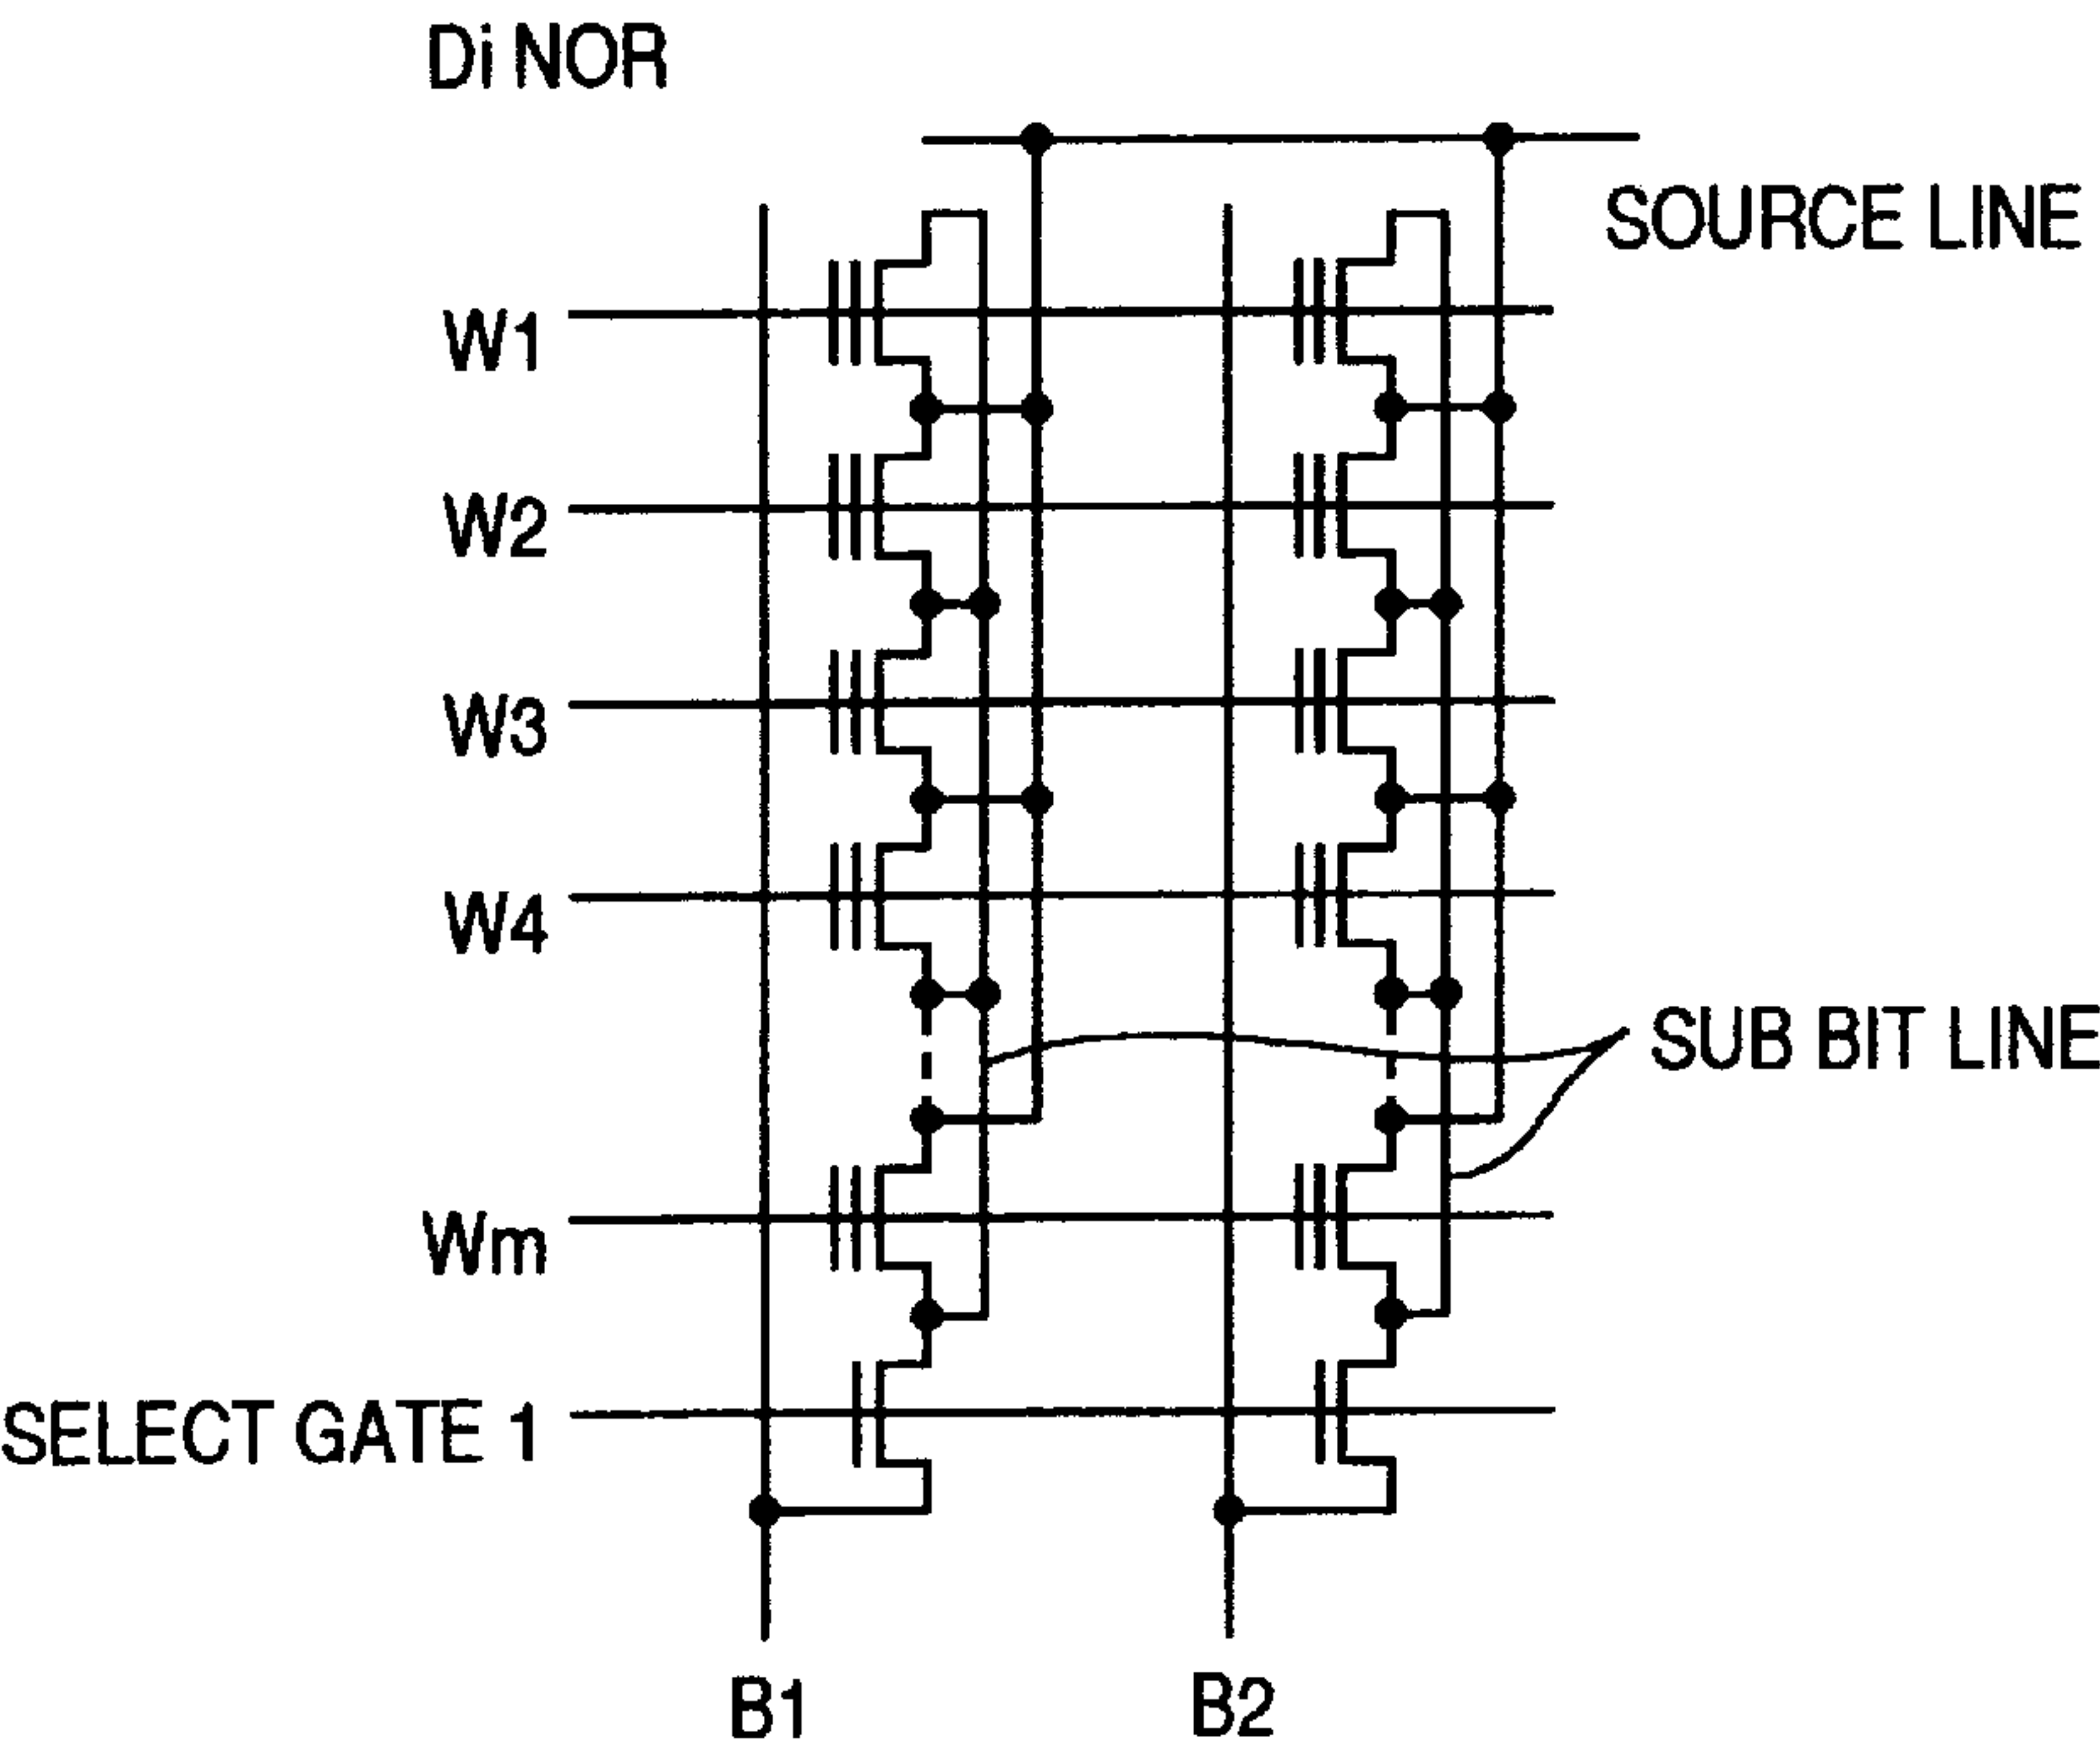 Di NOR
SOURCE LINE
W1
W2
W3
W4
SUB BIT LINE
Wm
SELECT GATE 1
B1
B2